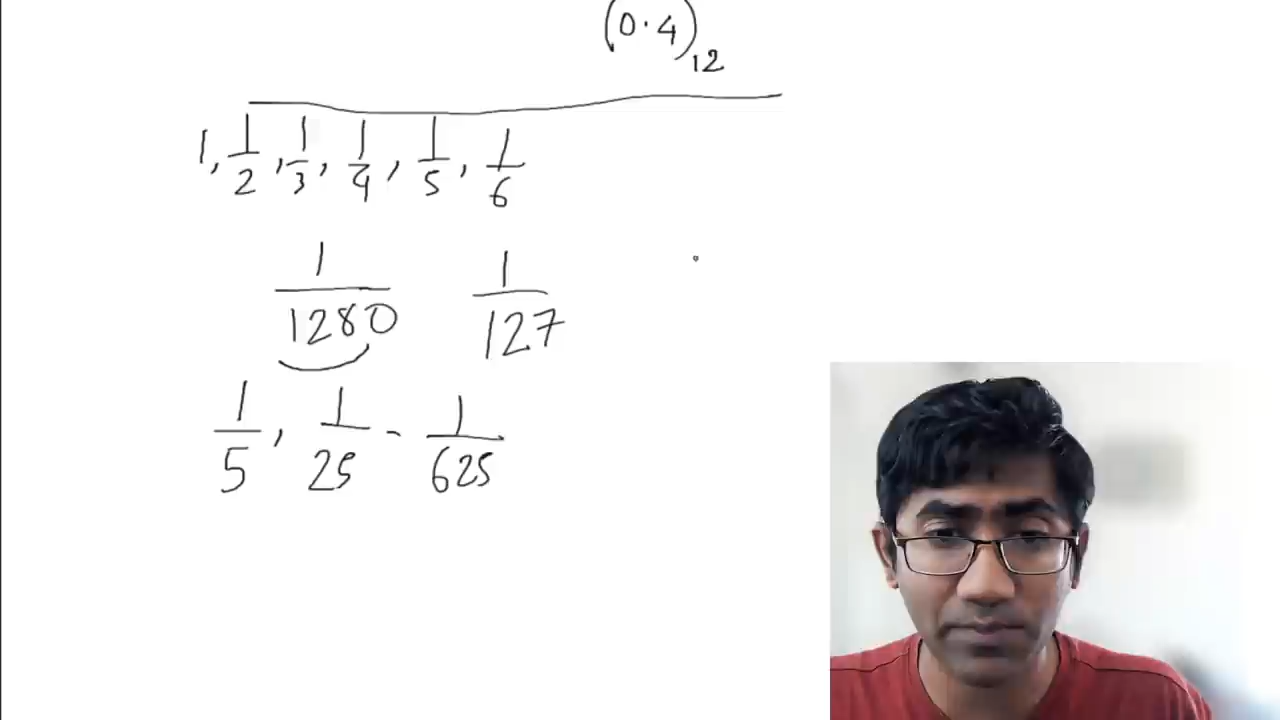 (0.4)12
1, 1/2, 1/3, 1/4, 1/5, 1/6
1/1280 1/127
1/5, 1/25 - 1/625